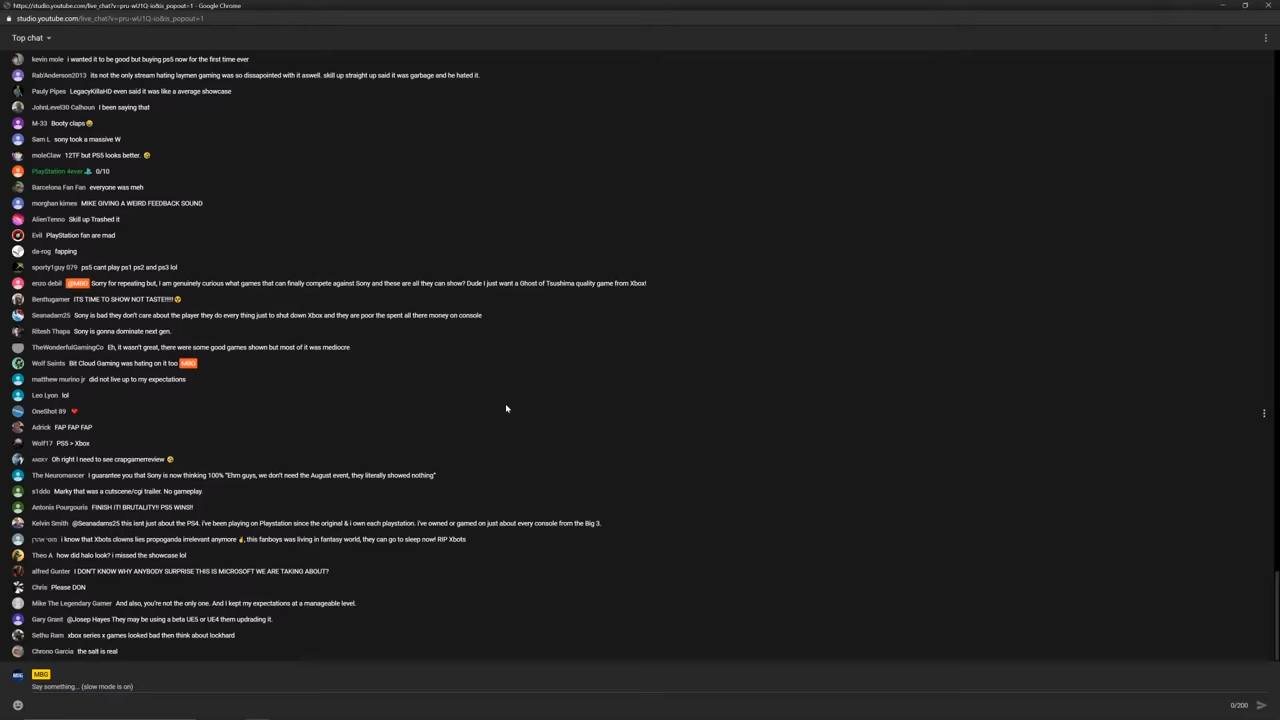 https://studio.youtube.com/live_chat?v=pru-wU1Q-io&is_popout=1 - Google Chrome
studio.youtube.com/live_chat?v=pru-wU1Q-io&is_popout=1
Top chat
kevin mole i wanted it to be good but buying ps5 now for the first time ever
Rab'Anderson2013 its not the only stream hating laymen gaming was so dissapointed with it aswell. skill up straight up said it was garbage and he hated it.
Pauly Pipes LegacyKillaHD even said it was like a average showcase
JohnLevel30 Calhoun I been saying that
M-33 Booty claps😂
Sam L sony took a massive W
moleClaw 12TF but PS5 looks better. 🤣
PlayStation 4ever 0/10
Barcelona Fan Fan everyone was meh
morghan kimes MIKE GIVING A WEIRD FEEDBACK SOUND
AlienTenno Skill up Trashed it
Evil PlayStation fan are mad
da-rog fapping
sporty1guy 079 ps5 cant play ps1 ps2 and ps3 lol
enzo debil @MBG Sorry for repeating but, I am genuinely curious what games that can finally compete against Sony and these are all they can show? Dude I just want a Ghost of Tsushima quality game from Xbox!
Benttugamer ITS TIME TO SHOW NOT TASTE!!!!! 😲
Seanadam25 Sony is bad they don't care about the player they do every thing just to shut down Xbox and they are poor the spent all there money on console
Ritesh Thapa Sony is gonna dominate next gen.
TheWonderfulGamingCo Eh, it wasn't great, there were some good games shown but most of it was mediocre
Wolf Saints Bit Cloud Gaming was hating on it too MBG
matthew murino jr did not live up to my expectations
Leo Lyon lol
OneShot 89 ❤
Adrick FAP FAP FAP
Wolf17 PS5 > Xbox
ANIXY Oh right I need to see crapgamerreview 🤣
The Neuromancer I guarantee you that Sony is now thinking 100% "Ehm guys, we don't need the August event, they literally showed nothing"
s1ddo Marky that was a cutscene/cgi trailer. No gameplay.
Antonis Pourgouris FINISH IT! BRUTALITY!! PS5 WINS!!
Kelvin Smith @Seanadams25 this isnt just about the PS4. i've been playing on Playstation since the original & i own each playstation. i've owned or gamed on just about every console from the Big 3.
מוטי אהרן i know that Xbots clowns lies propaganda irrelevant anymore ✌, this fanboys was living in fantasy world, they can go to sleep now! RIP Xbots
Theo A how did halo look? i missed the showcase lol
alfred Gunter I DON'T KNOW WHY ANYBODY SURPRISE THIS IS MICROSOFT WE ARE TAKING ABOUT?
Chris Please DON
Mike The Legendary Gamer And also, you're not the only one. And I kept my expectations at a manageable level.
Gary Grant @Josep Hayes They may be using a beta UE5 or UE4 them updrading it.
Sethu Ram xbox series x games looked bad then think about lockhard
Chrono Garcia the salt is real
MBG
Say something... (slow mode is on)
0/200